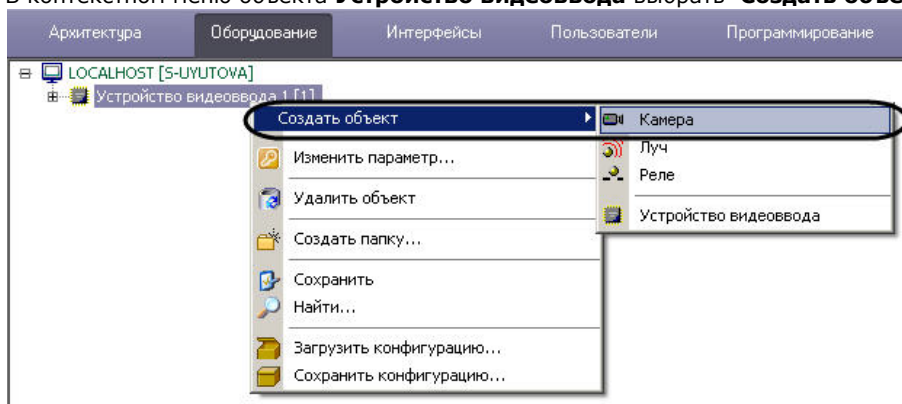 В контекстном меню объекта Устройство видеоввода выбрать "Создать объе
Архитектура Оборудование Интерфейсы Пользователи Программирование
LOCALHOST [S-UYUTOVA]
Устройство видеоввода 1 [1]
Создать объект
Камера
Луч
Реле
Устройство видеоввода
Изменить параметр...
Удалить объект
Создать папку...
Сохранить
Найти...
Загрузить конфигурацию...
Сохранить конфигурацию...